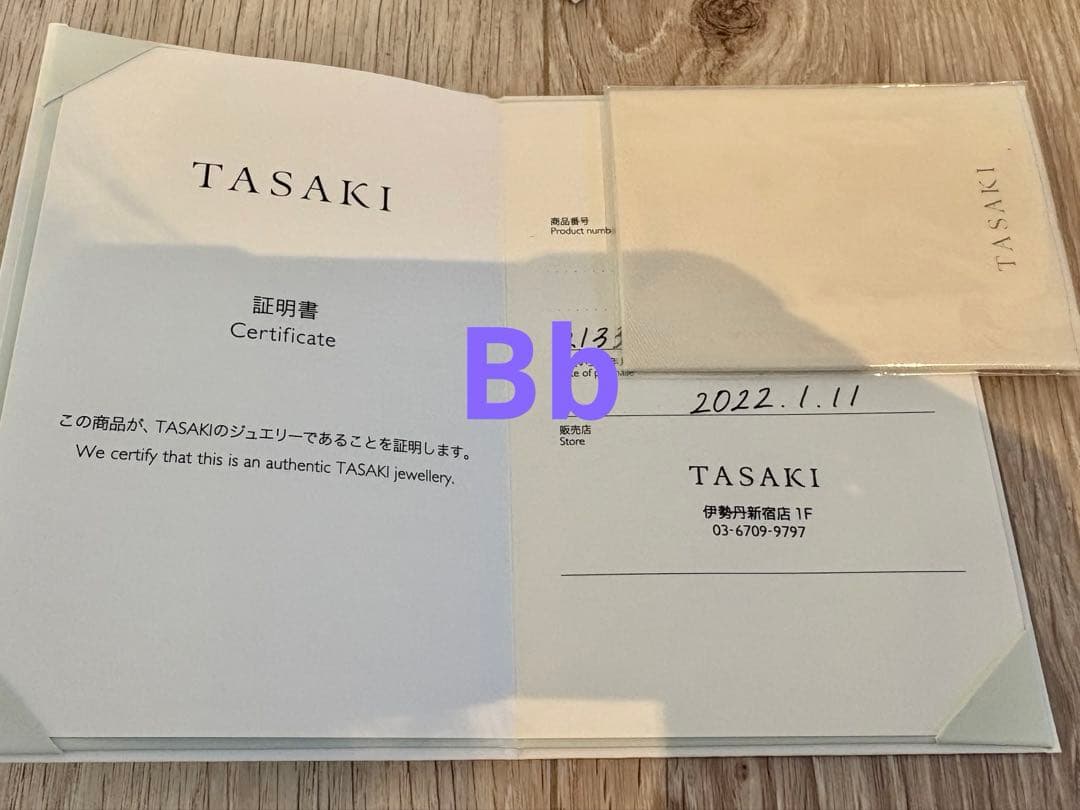 TASAKI
証明書
Certificate
この商品が、TASAKIのジュエリーであることを証明します。
We certify that this is an authentic TASAKI jewellery.
商品番号
Product numb
TASAKI
Bb
2022.1.11
販売店
Store
TASAKI
伊勢丹新宿店 1F
03-6709-9797